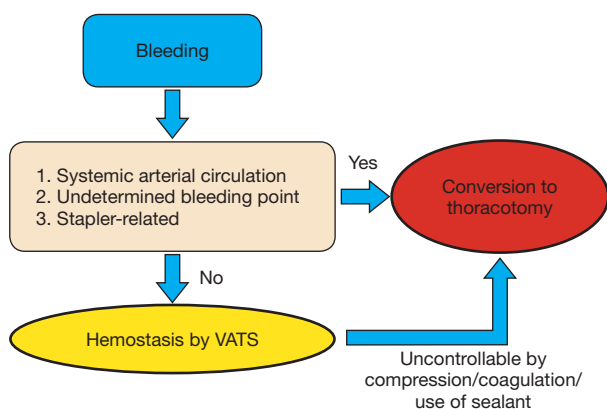 Bleeding
1. Systemic arterial circulation
2. Undetermined bleeding point
3. Stapler-related
Yes
Conversion to
thoracotomy
No
Hemostasis by VATS
Uncontrollable by
compression/coagulation/
use of sealant